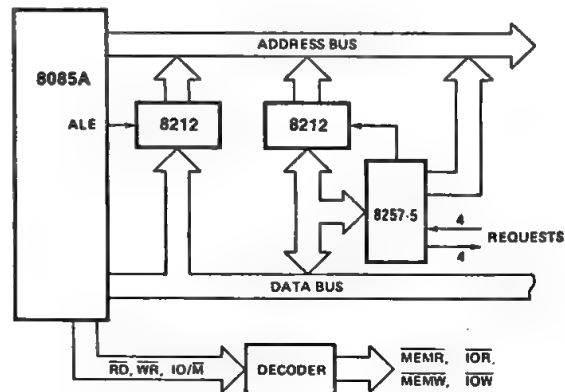 ADDRESS BUS
8085A
ALE
8212
8212
8257-5
4
REQUESTS
4
DATA BUS
RD, WR, IO/M
DECODER
MEMR, IOR,
MEMW, IOW